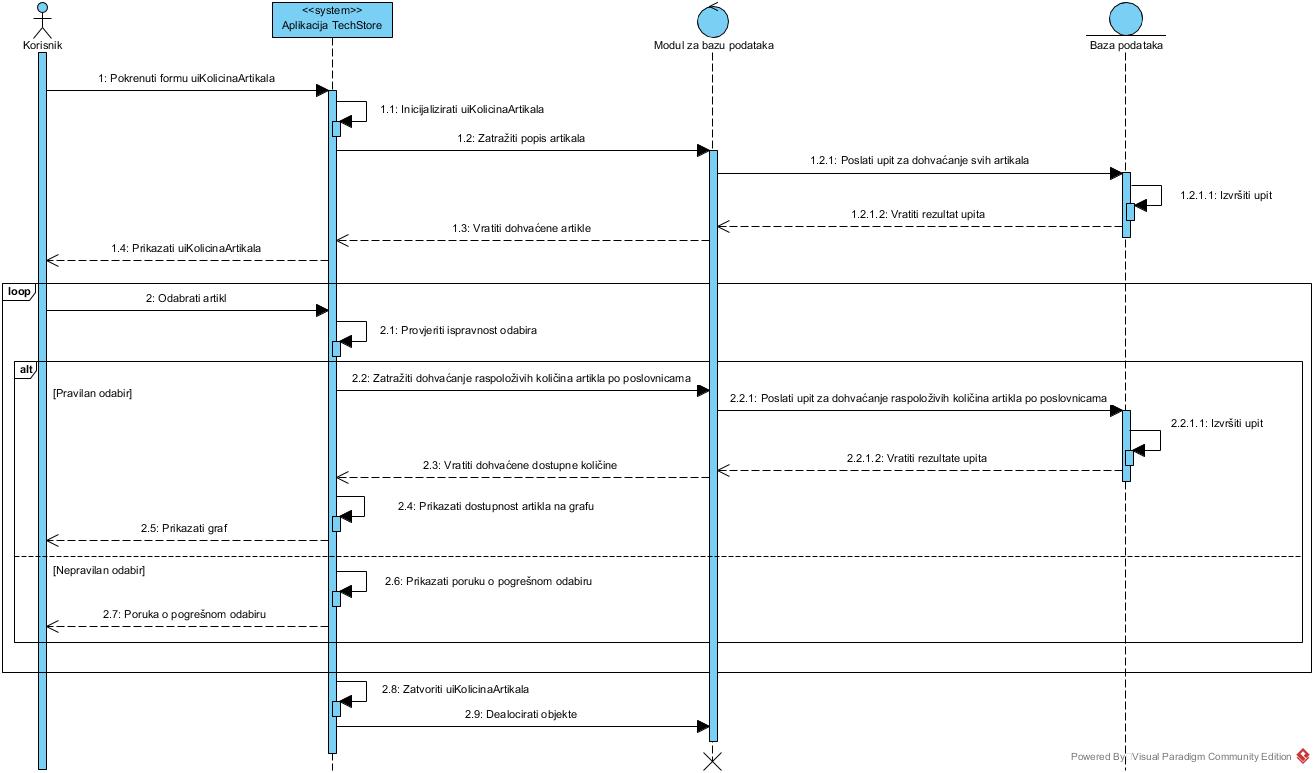 <<system>>
Aplikacija TechStore
Korisnik
Modul za bazu podataka
Baza podataka
1: Pokrenuti formu uiKolicinaArtikala
1.1: Inicijalizirati uiKolicinaArtikala
1.2: Zatražiti popis artikala
1.2.1: Poslati upit za dohvaćanje svih artikala
1.2.1.1: Izvršiti upit
1.2.1.2: Vratiti rezultat upita
1.3: Vratiti dohvaćene artikle
1.4: Prikazati uiKolicinaArtikala
loop
2: Odabrati artikl
2.1: Provjeriti ispravnost odabira
alt
[Pravilan odabir]
2.2: Zatražiti dohvaćanje raspoloživih količina artikla po poslovnicama
2.2.1: Poslati upit za dohvaćanje raspoloživih količina artikla po poslovnicama
2.2.1.1: Izvršiti upit
2.2.1.2: Vratiti rezultate upita
2.3: Vratiti dohvaćene dostupne količine
2.4: Prikazati dostupnost artikla na grafu
2.5: Prikazati graf
[Nepravilan odabir]
2.6: Prikazati poruku o pogrešnom odabiru
2.7: Poruka o pogrešnom odabiru
2.8: Zatvoriti uiKolicinaArtikala
2.9: Dealocirati objekte
Powered By Visual Paradigm Community Edition